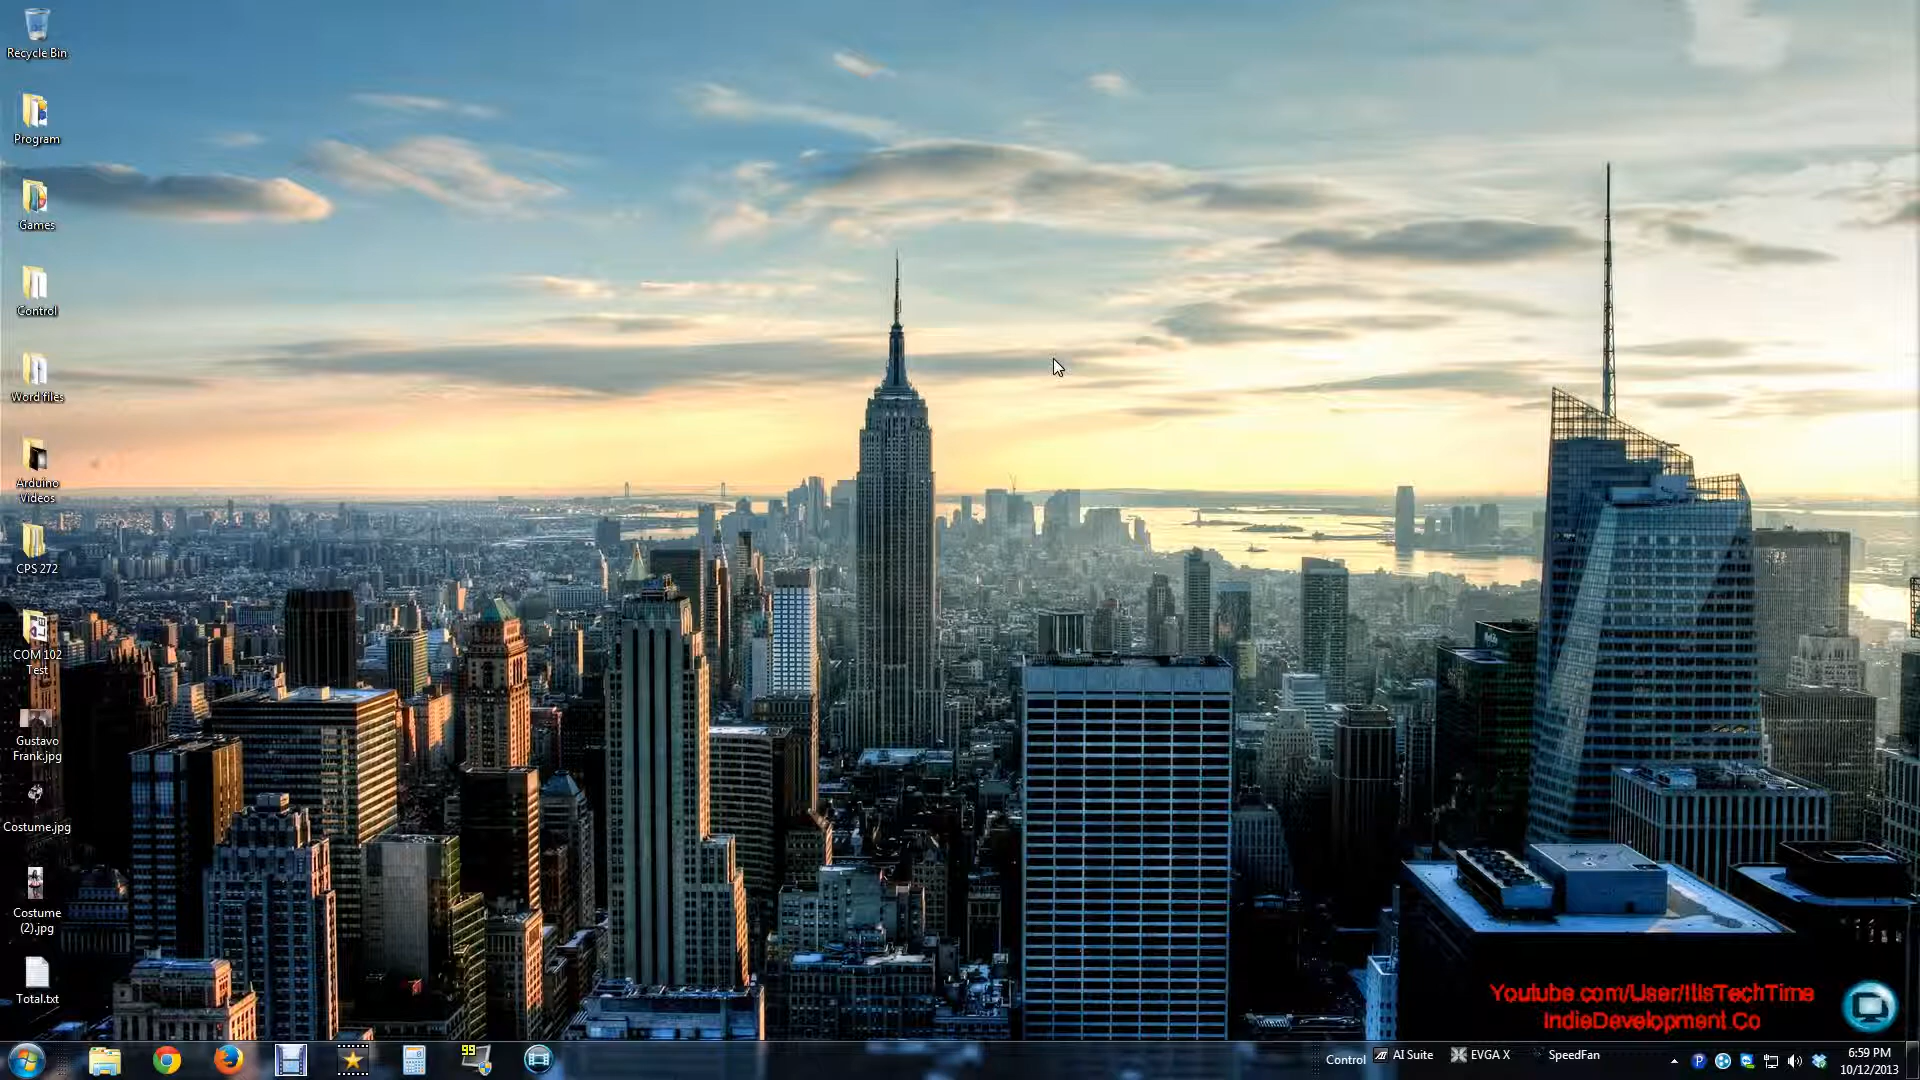 Recycle Bin
Program
Games
Control
Word files
Arduino
Videos
CPS 272
COM 102
Test
Gustavo
Frank.jpg
Costume.jpg
Costume
(2).jpg
Total.txt
Youtube.com/User/IllsTechTime
IndieDevelopment Co
99
Control
AI Suite
EVGA X
SpeedFan
P
6:59 PM
10/12/2013